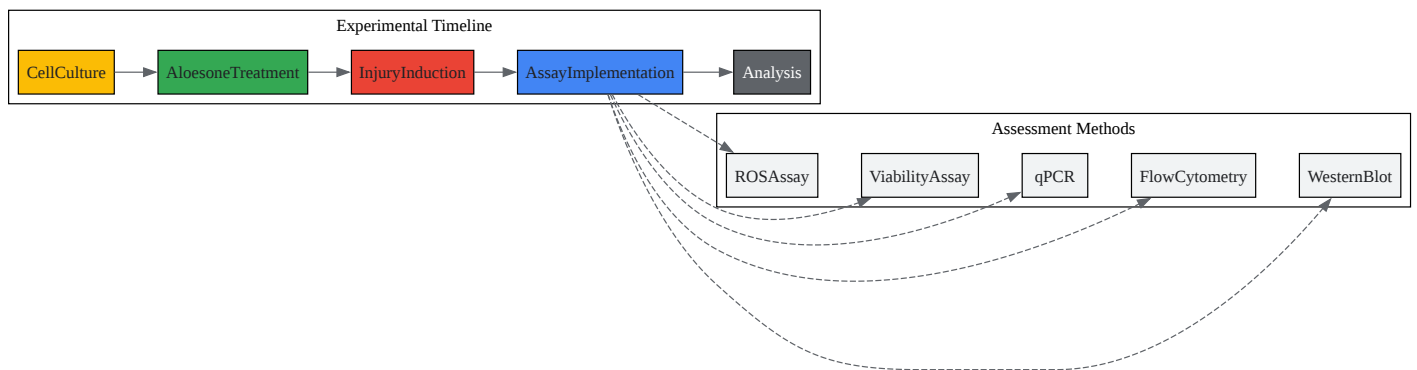 Experimental Timeline
CellCulture
AloesoneTreatment
InjuryInduction
AssayImplementation
Analysis
Assessment Methods
ROSAssay
ViabilityAssay
qPCR
FlowCytometry
WesternBlot